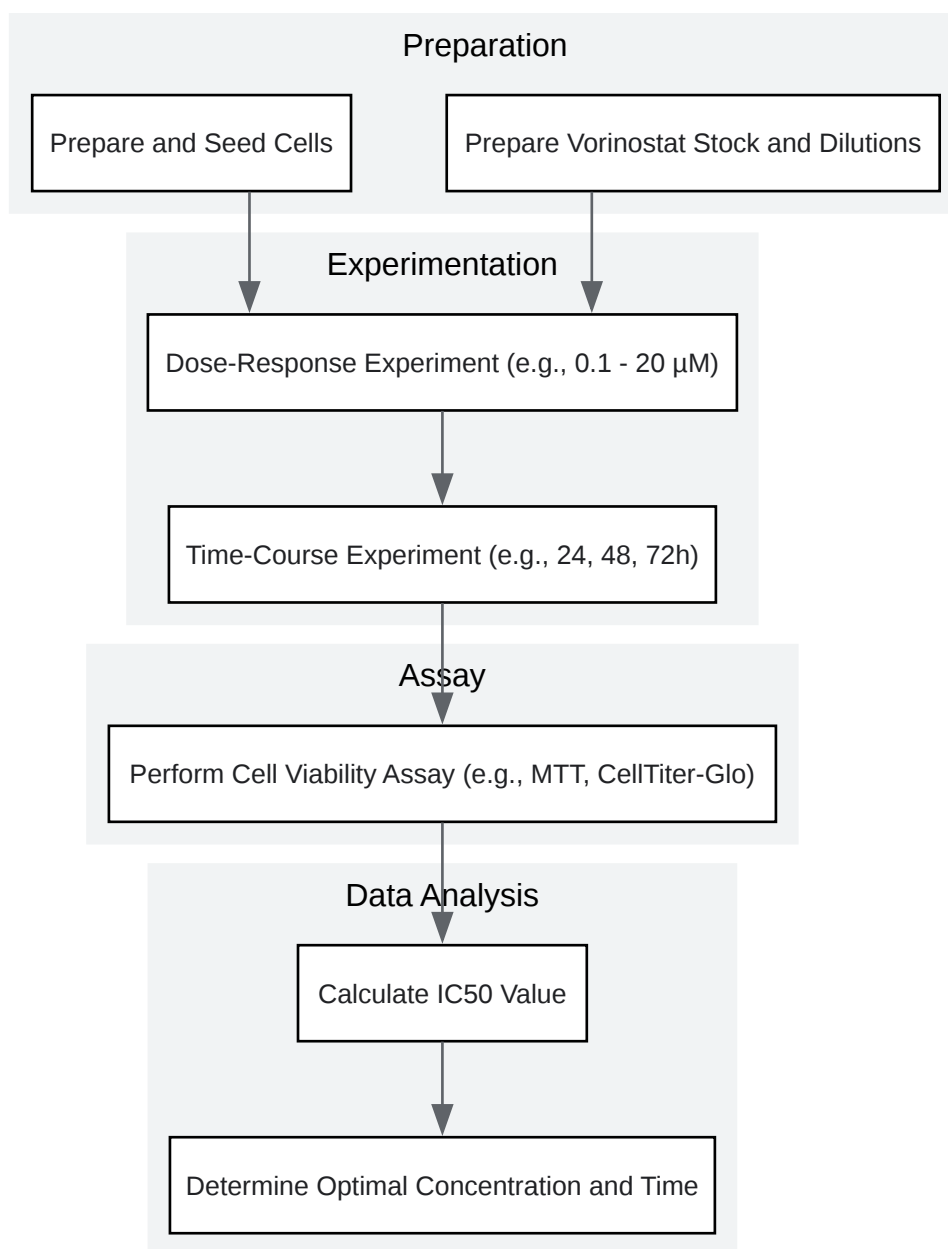 Preparation
Prepare and Seed Cells
Prepare Vorinostat Stock and Dilutions
Experimentation
Dose-Response Experiment (e.g., 0.1 - 20 µM)
Time-Course Experiment (e.g., 24, 48, 72h)
Assay
Perform Cell Viability Assay (e.g., MTT, CellTiter-Glo)
Data Analysis
Calculate IC50 Value
Determine Optimal Concentration and Time